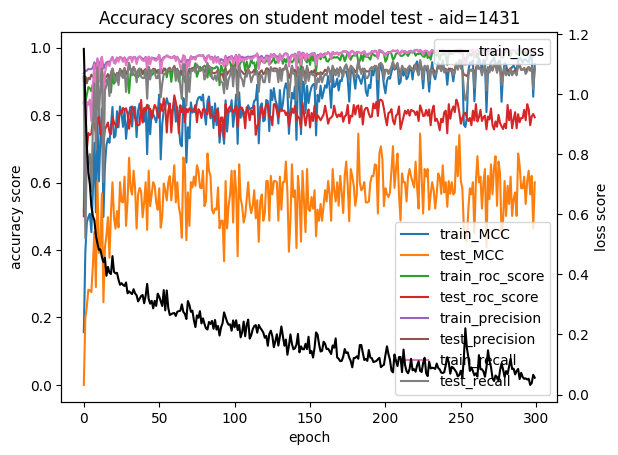 Accuracy scores on student model test - aid=1431
train_loss
accuracy score
1.0
0.8
0.6
0.4
0.2
0.0
1.2
1.0
0.8
0.6
0.4
0.2
0.0
loss score
train_MCC
test_MCC
train_roc_score
test_roc_score
train_precision
test_precision
train_recall
test_recall
0 50 100 150 200 250 300
epoch